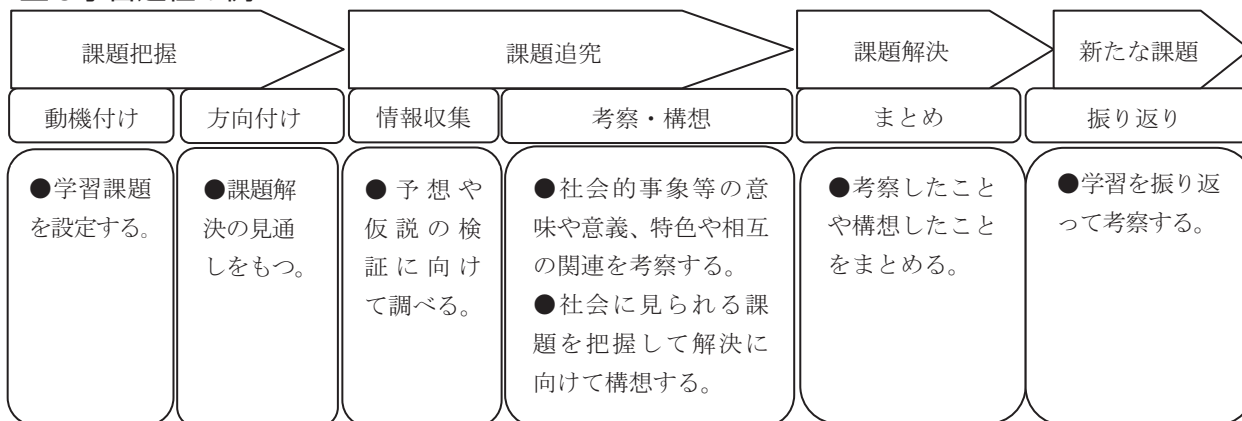 課題把握
課題追究
課題解決
新たな課題
動機付け
方向付け
情報収集
考察・構想
まとめ
振り返り
●学習課題
を設定する。
●課題解
決の見通
しをもつ。
●予想や
仮説の検
証に向け
て調べる。
●社会的事象等の意
味や意義、特色や相互
の関連を考察する。
●社会に見られる課
題を把握して解決に
向けて構想する。
●考察したこと
や構想したこと
をまとめる。
●学習を振り返
って考察する。